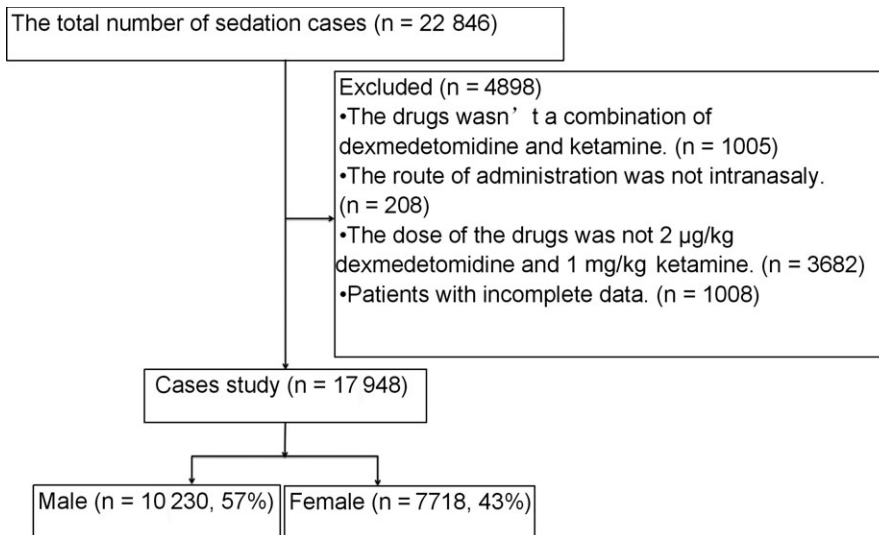 The total number of sedation cases (n = 22 846)
Excluded (n = 4898)
•The drugs wasn’t a combination of
dexmedetomidine and ketamine. (n = 1005)
•The route of administration was not intranasaly.
(n = 208)
•The dose of the drugs was not 2 µg/kg
dexmedetomidine and 1 mg/kg ketamine. (n = 3682)
•Patients with incomplete data. (n = 1008)
Cases study (n = 17 948)
Male (n = 10 230, 57%)
Female (n = 7718, 43%)